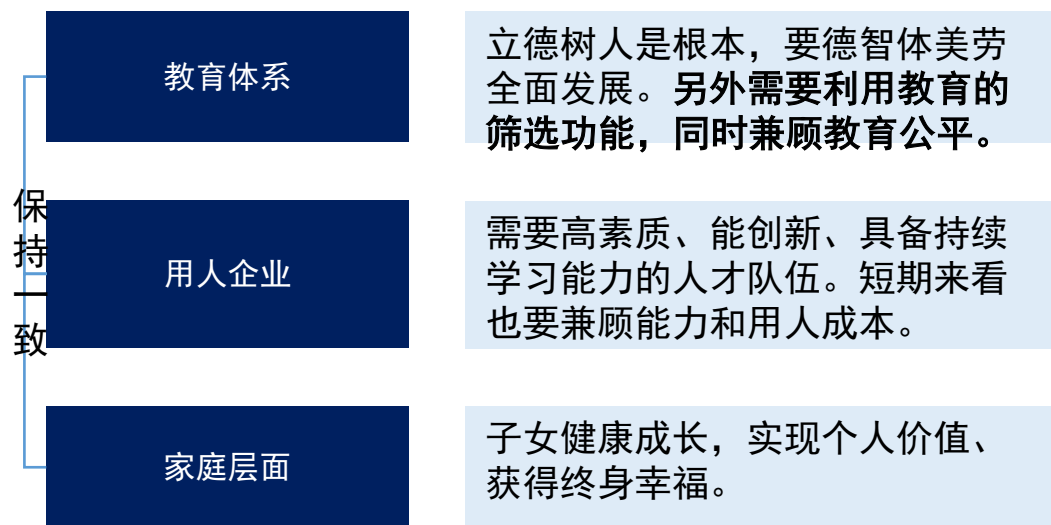 保持一致
教育体系
立德树人是根本，要德智体美劳
全面发展。另外需要利用教育的
筛选功能，同时兼顾教育公平。
用人企业
需要高素质、能创新、具备持续
学习能力的人才队伍。短期来看
也要兼顾能力和用人成本。
家庭层面
子女健康成长，实现个人价值、
获得终身幸福。